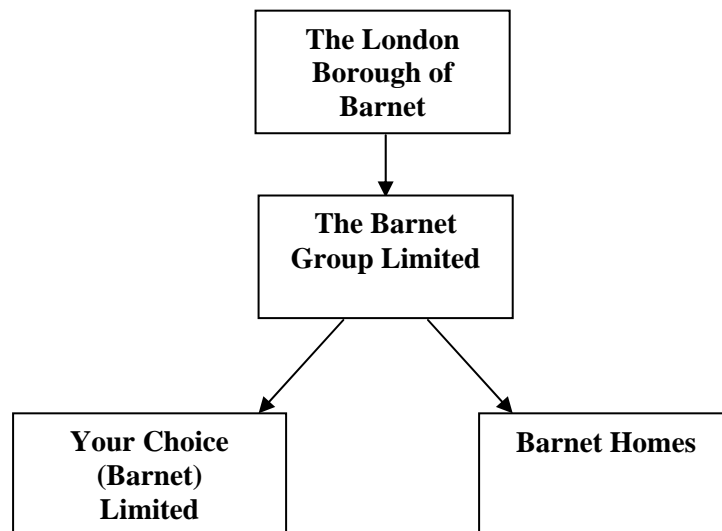 The London
Borough of
Barnet
The Barnet
Group Limited
Your Choice
(Barnet)
Limited
Barnet Homes